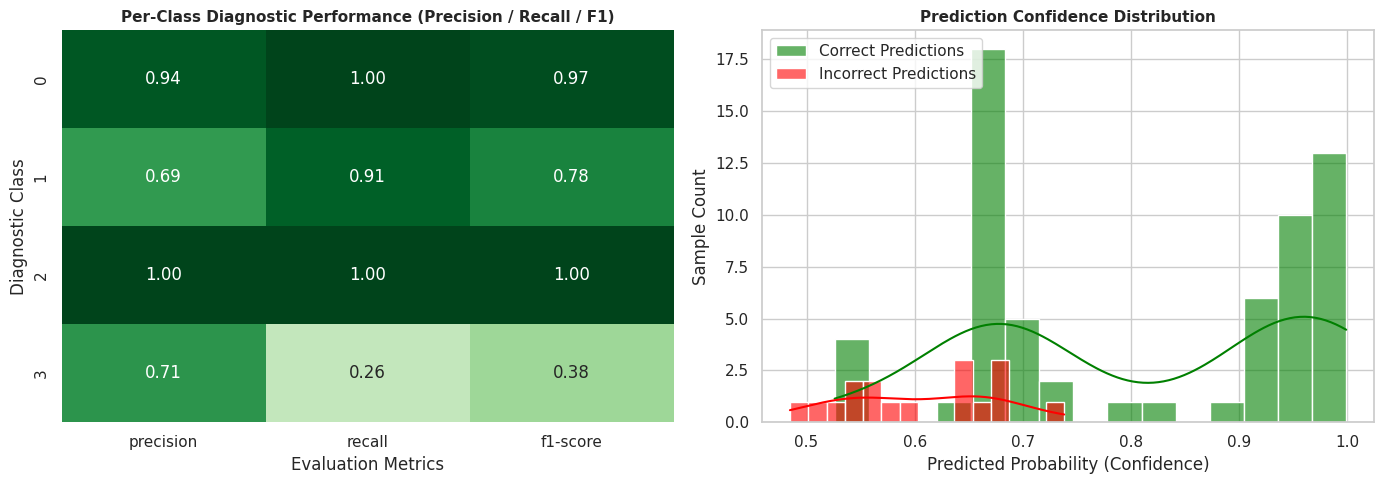 Per-Class Diagnostic Performance (Precision / Recall / F1)
Diagnostic Class
0
1
2
3
0.94 1.00 0.97
0.69 0.91 0.78
1.00 1.00 1.00
0.71 0.26 0.38
precision recall f1-score
Evaluation Metrics
Prediction Confidence Distribution
Correct Predictions
Incorrect Predictions
Sample Count
17.5
15.0
12.5
10.0
7.5
5.0
2.5
0.0
0.5 0.6 0.7 0.8 0.9 1.0
Predicted Probability (Confidence)